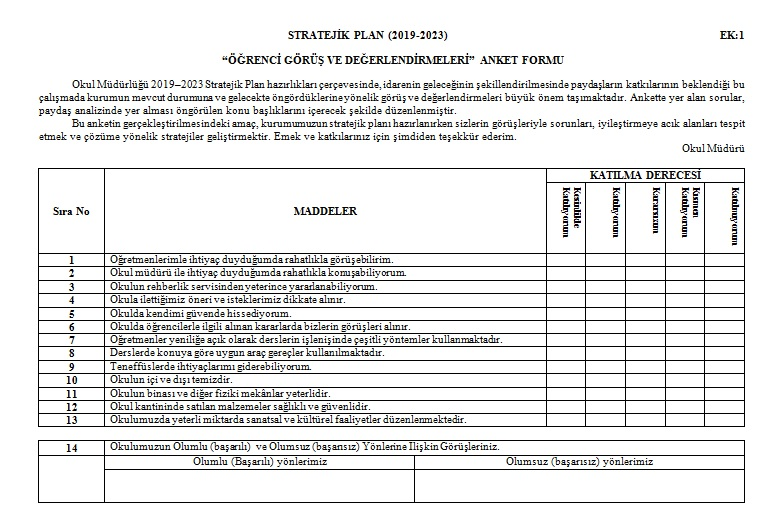 STRATEJİK PLAN (2019-2023) EK:1
“ÖĞRENCİ GÖRÜŞ VE DEĞERLENDİRMELERİ” ANKET FORMU
Okul Müdürlüğü 2019–2023 Stratejik Plan hazırlıkları çerçevesinde, idarenin geleceğinin şekillendirilmesinde paydaşların katkılarının beklendiği bu
çalışmada kurumun mevcut durumuna ve gelecekte öngördüklerine yönelik görüş ve değerlendirmeleri büyük önem taşımaktadır. Ankette yer alan sorular,
paydaş analizinde yer alması öngörülen konu başlıklarını içerecek şekilde düzenlenmiştir.
Bu anketin gerçekleştirilmesindeki amaç, kurumumuzun stratejik planı hazırlanırken sizlerin görüşleriyle sorunları, iyileştirmeye acık alanları tespit
etmek ve çözüme yönelik stratejiler geliştirmektir. Emek ve katkılarınız için şimdiden teşekkür ederim.
Okul Müdürü
Sıra No
MADDELER
KATILMA DERECESİ
Kesinlikle
Katılıyorum
Katılıyorum
Kararsızım
Kısmen
Katılıyorum
Katılmıyorum
1 Öğretmenlerimle ihtiyaç duyduğumda rahatlıkla görüşebilirim.
2 Okul müdürü ile ihtiyaç duyduğumda rahatlıkla konuşabiliyorum.
3 Okulun rehberlik servisinden yeterince yararlanabiliyorum.
4 Okula ilettiğimiz öneri ve isteklerimiz dikkate alınır.
5 Okulda kendimi güvende hissediyorum.
6 Okulda öğrencilerle ilgili alınan kararlarda bizlerin görüşleri alınır.
7 Öğretmenler yeniliğe açık olarak derslerin işlenişinde çeşitli yöntemler kullanmaktadır.
8 Derslerde konuya göre uygun araç gereçler kullanılmaktadır.
9 Teneffüslerde ihtiyaçlarımı giderebiliyorum.
10 Okulun içi ve dışı temizdir.
11 Okulun binası ve diğer fiziki mekânlar yeterlidir.
12 Okul kantininde satılan malzemeler sağlıklı ve güvenlidir.
13 Okulumuzda yeterli miktarda sanatsal ve kültürel faaliyetler düzenlenmektedir.
14 Okulumuzun Olumlu (başarılı) ve Olumsuz (başarısız) Yönlerine İlişkin Görüşleriniz.
Olumlu (Başarılı) yönlerimiz Olumsuz (başarısız) yönlerimiz